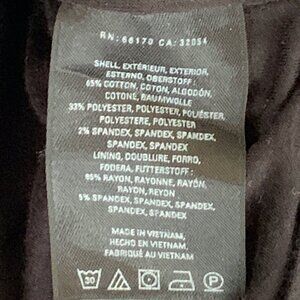 RN: 66170 CA: 32054
SHELL, EXTÉRIEUR, EXTERIOR,
ESTERNO, OBERSTOFF:
65% COTTON, COTON, ALGODÓN,
COTONE, BAUMWOLLE
33% POLYESTER, POLYESTER, POLIÉSTER,
POLIESTERE, POLYESTER
2% SPANDEX, SPANDEX, SPANDEX,
SPANDEX, SPANDEX
LINING, DOUBLURE, FORRO,
FODERA, FUTTERSTOFF:
95% RAYON, RAYONNE, RAYÓN,
RAYON, REYON
5% SPANDEX, SPANDEX, SPANDEX,
SPANDEX, SPANDEX
MADE IN VIETNAM,
HECHO EN VIETNAM,
FABRIQUÉ AU VIETNAM
30 P